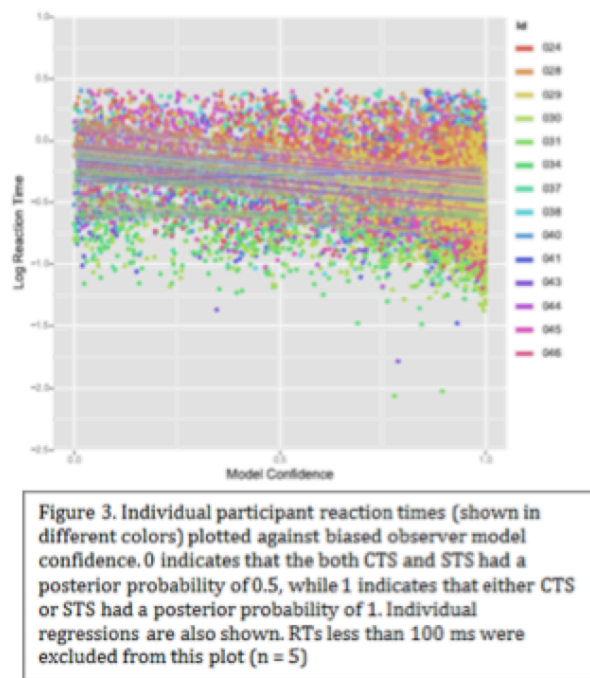 1.0
0.5
0.0
-0.5
-1.0
-1.5
-2.0
-2.5
Log Reaction Time
0.0 0.5 1.0
Model Confidence
Id
024
028
029
030
031
034
037
038
040
041
043
044
045
046
Figure 3. Individual participant reaction times (shown in
different colors) plotted against biased observer model
confidence. 0 indicates that the both CTS and STS had a
posterior probability of 0.5, while 1 indicates that either CTS
or STS had a posterior probability of 1. Individual
regressions are also shown. RTs less than 100 ms were
excluded from this plot (n = 5)